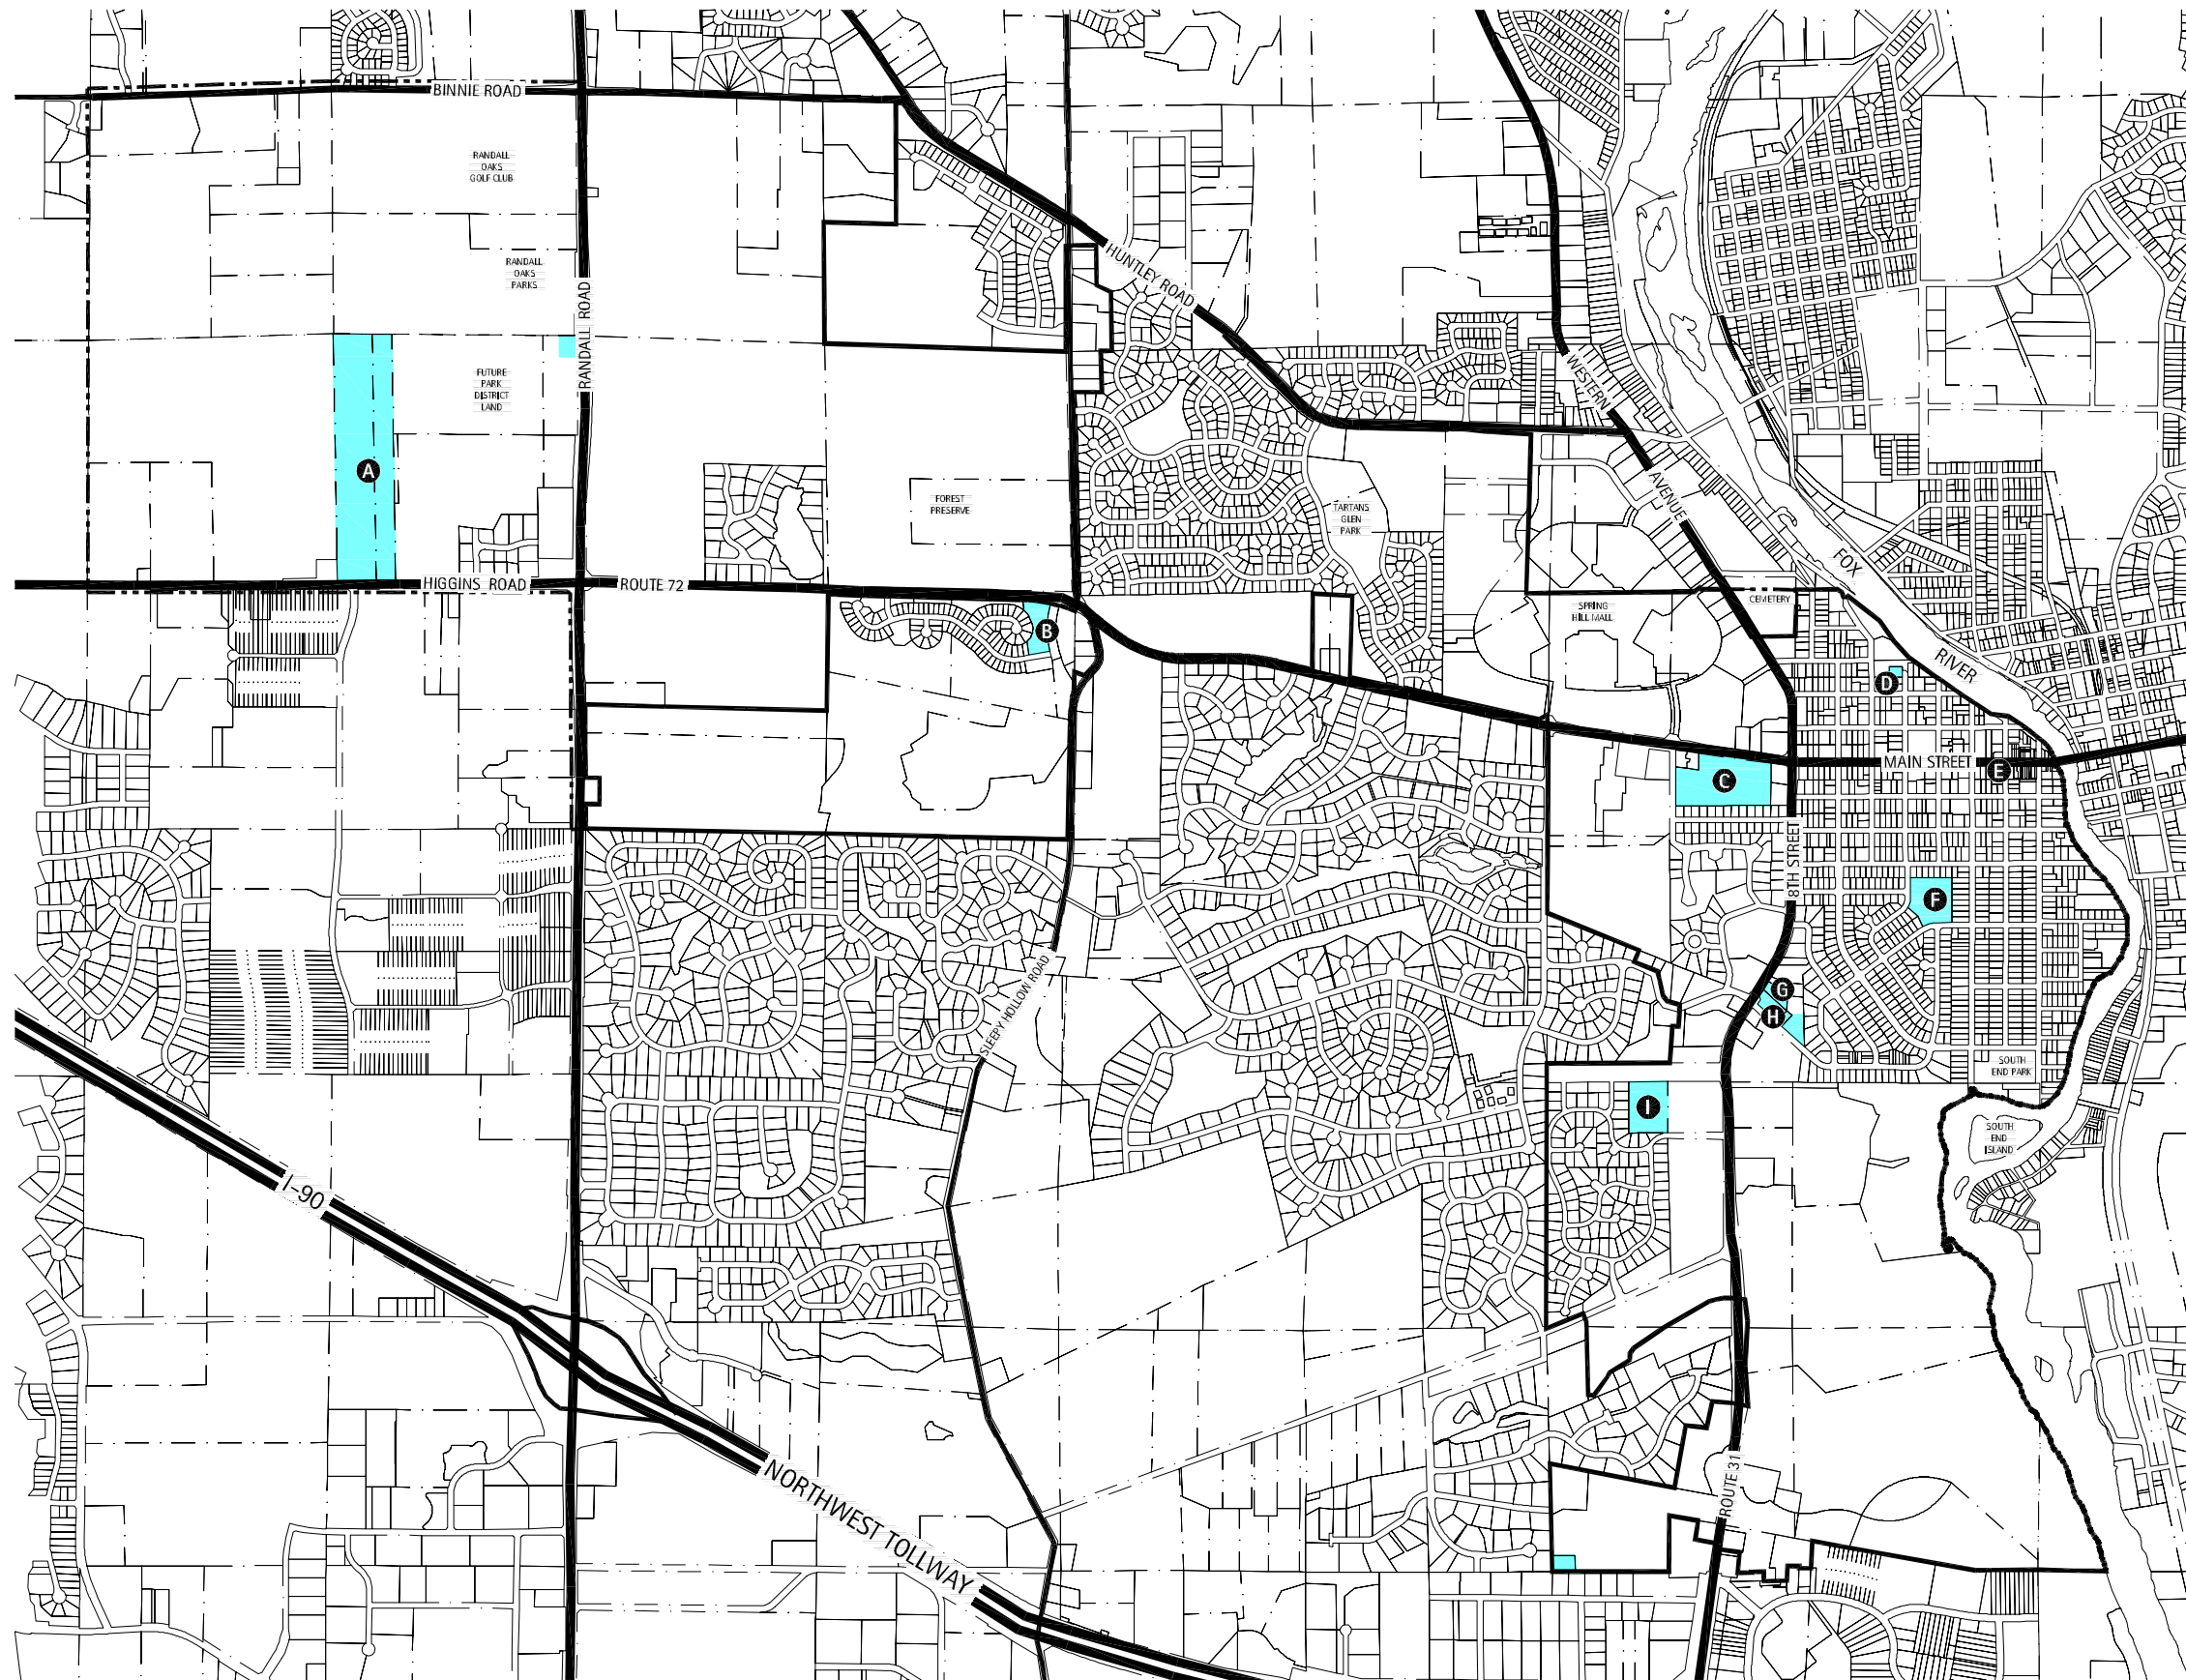 BINNIE ROAD
RANDALL
OAKS
GOLF CLUB
RANDALL
OAKS
PARKS
RANDALL ROAD
HUNTLEY ROAD
FUTURE
PARK
DISTRICT
LAND
WESTERN
AVENUE
A
FOREST
PRESERVE
TARTANS
GLEN
PARK
FOX
RIVER
HIGGINS ROAD
ROUTE 72
CEMETERY
SPRING
HILL MALL
B
D
MAIN STREET
E
C
8TH STREET
F
SLEEPY HOLLOW ROAD
G
H
SOUTH
END PARK
I
SOUTH
END
ISLAND
I-90
NORTHWEST TOLLWAY
ROUTE 31